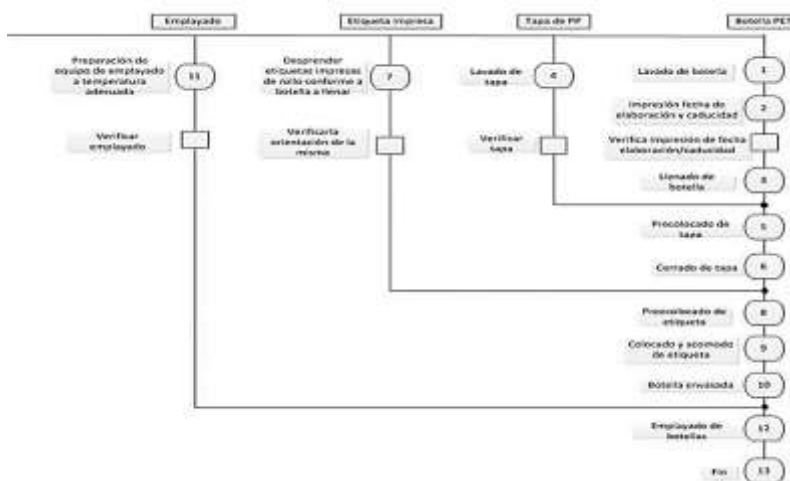 Empleyado
Etiqueta Impresa
Tapa de PP
Botella PET
Preparación de
equipo de empleyado
a temperatura
adecuada
11
Verificar
empleyado
Desprender
etiquetas impresas
de rollo conforme a
botella a llenar
7
Verificarla
orientación de la
misma
Lavado de
tapa
4
Verificar
tapa
Lavado de botella
1
Impresión fecha de
elaboración y caducidad
2
Verifica impresión de fecha
elaboración/caducidad
Llenado de
botella
3
Precolocado de
tapa
5
Cerrado de tapa
6
Precolocado de
etiqueta
8
Colocado y acomodo
de etiqueta
9
Botella envasada
10
Empleyado de
botellas
12
Fin
13